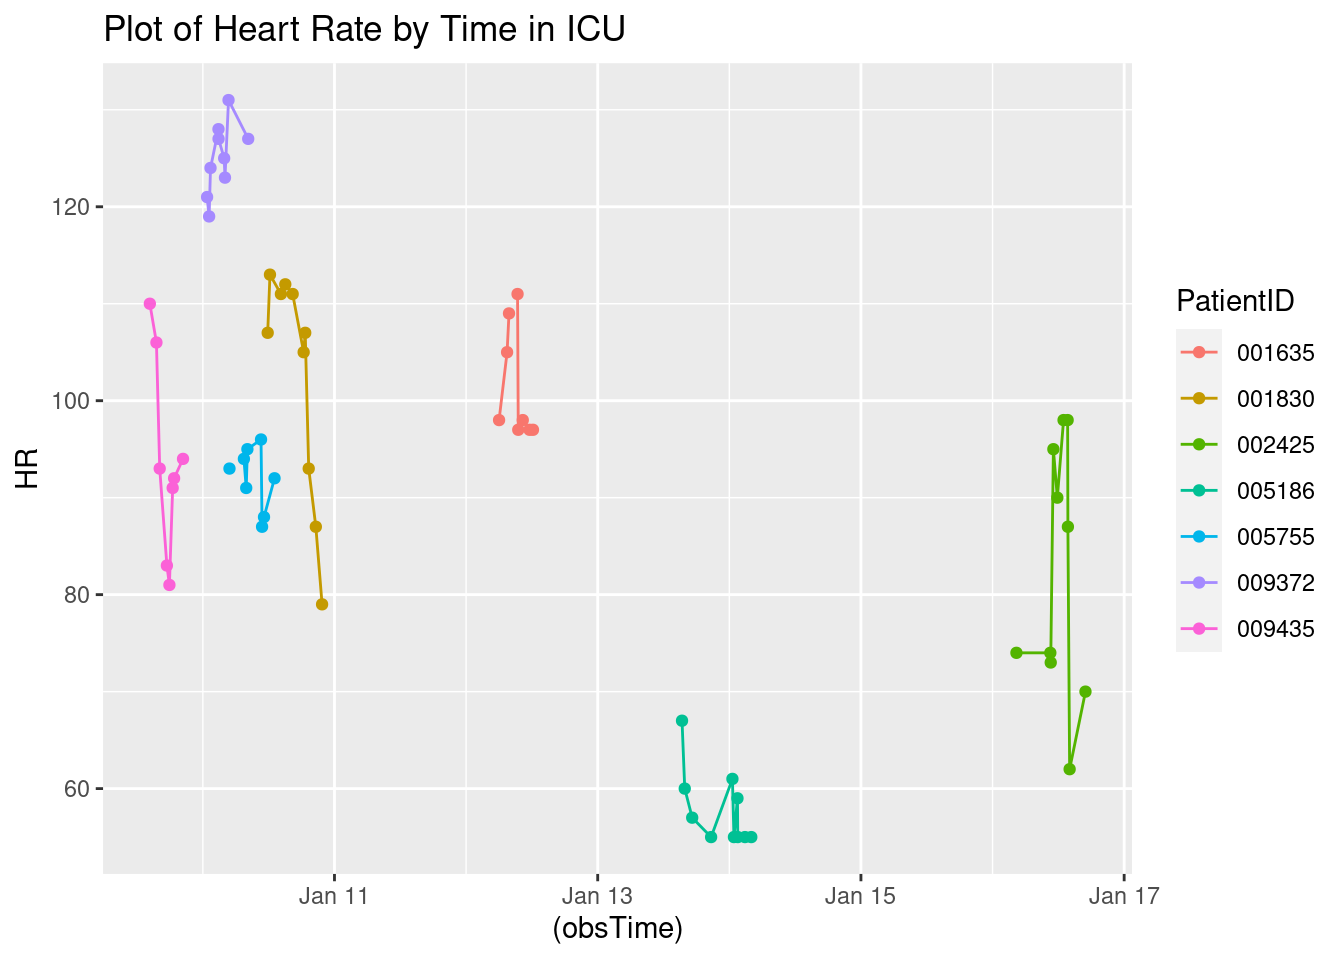 Plot of Heart Rate by Time in ICU
HR
120
100
80
60
Jan 11
Jan 13
Jan 15
Jan 17
(obsTime)
PatientID
001635
001830
002425
005186
005755
009372
009435